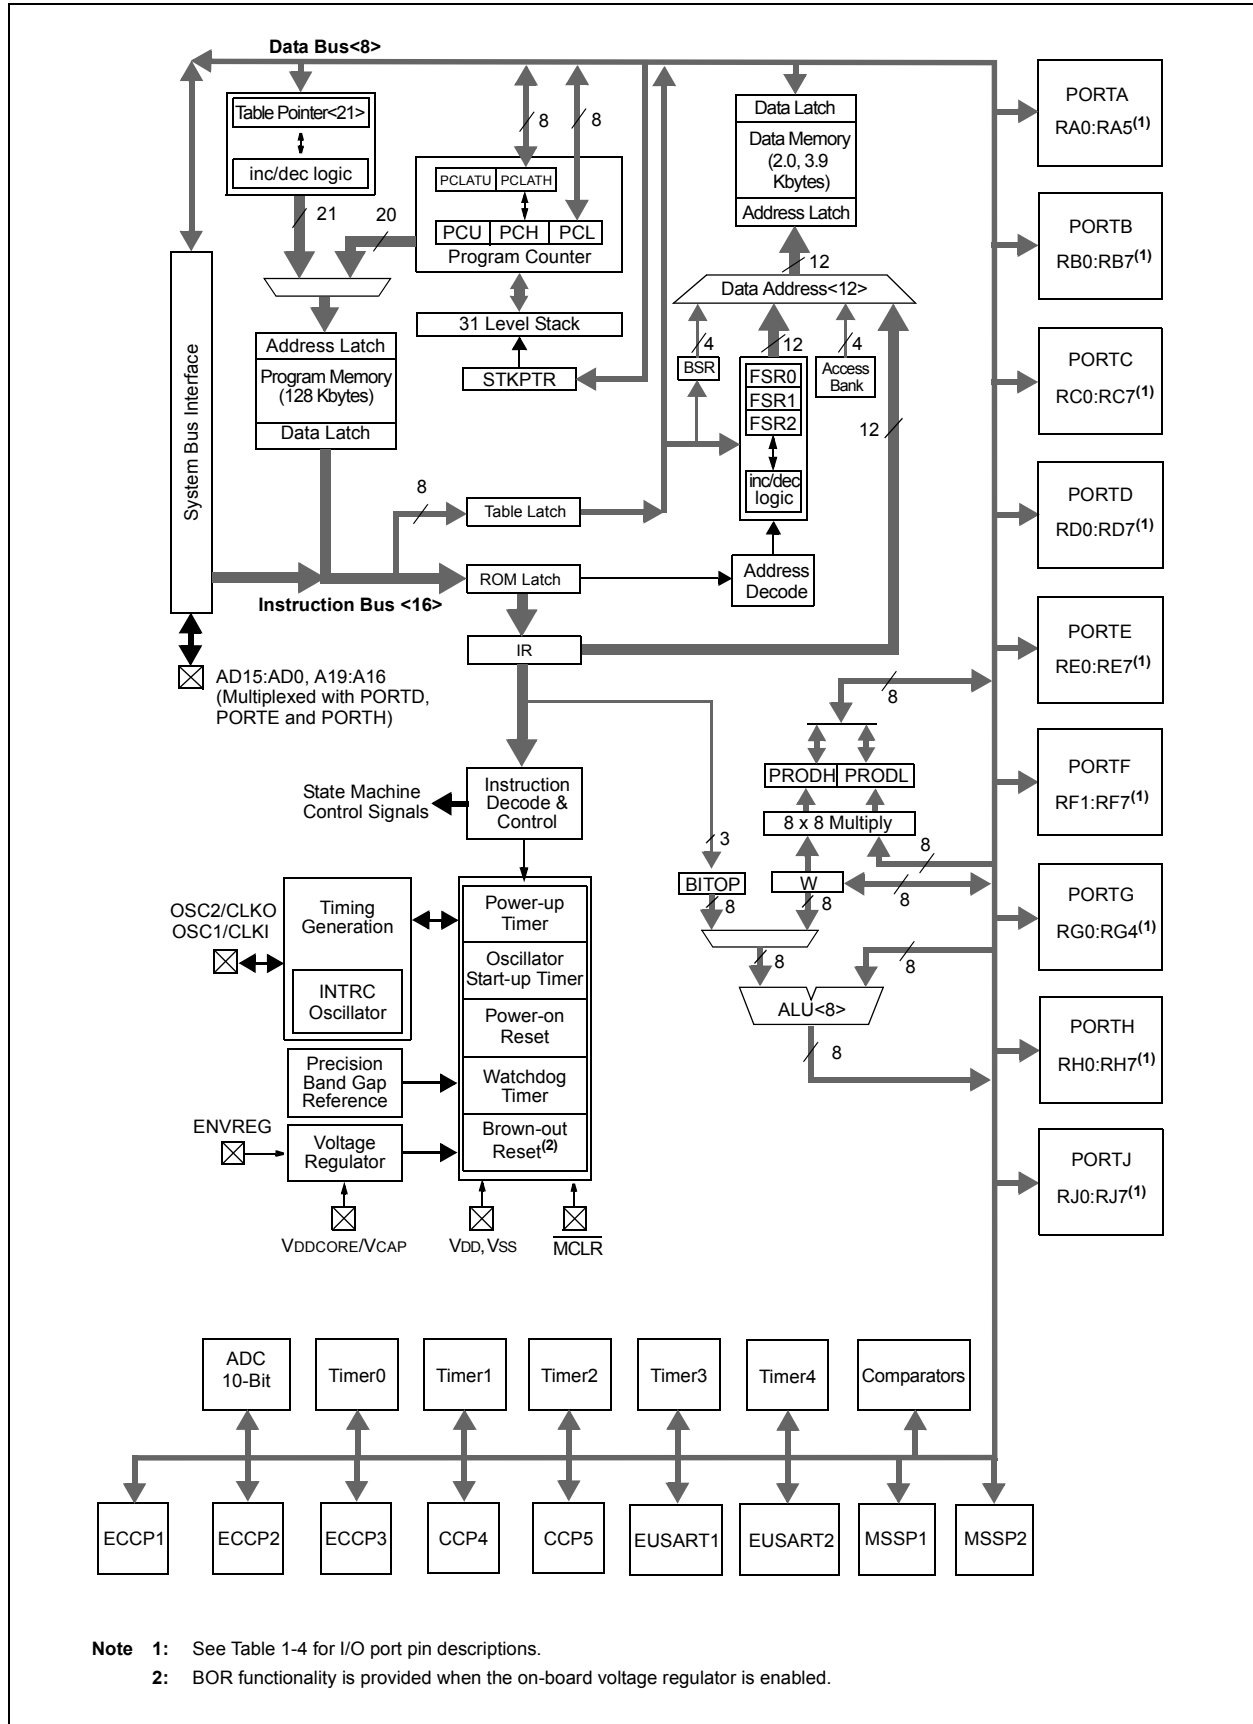 Data Bus<8>
Table Pointer<21>
inc/dec logic
21
20
8
8
PCLATU PCLATH
PCU PCH PCL
Program Counter
31 Level Stack
STKPTR
Data Latch
Data Memory
(2.0, 3.9
Kbytes)
Address Latch
12
Data Address<12>
4
12
4
BSR
FSR0
FSR1
FSR2
inc/dec
logic
Access
Bank
12
System Bus Interface
Address Latch
Program Memory
(128 Kbytes)
Data Latch
8
Table Latch
ROM Latch
Address
Decode
Instruction Bus <16>
IR
AD15:AD0, A19:A16
(Multiplexed with PORTD,
PORTE and PORTH)
State Machine
Control Signals
Instruction
Decode &
Control
8
PRODH PRODL
8 x 8 Multiply
3
8
BITOP
W
8
8
8
8
8
ALU<8>
8
OSC2/CLKO
OSC1/CLKI
Timing
Generation
INTRC
Oscillator
Power-up
Timer
Oscillator
Start-up Timer
Power-on
Reset
Watchdog
Timer
Brown-out
Reset(2)
Precision
Band Gap
Reference
ENVREG
Voltage
Regulator
VDDCORE/VCAP
VDD, VSS
MCLR
PORTA
RA0:RA5(1)
PORTB
RB0:RB7(1)
PORTC
RC0:RC7(1)
PORTD
RD0:RD7(1)
PORTE
RE0:RE7(1)
PORTF
RF1:RF7(1)
PORTG
RG0:RG4(1)
PORTH
RH0:RH7(1)
PORTJ
RJ0:RJ7(1)
ADC
10-Bit
Timer0
Timer1
Timer2
Timer3
Timer4
Comparators
ECCP1
ECCP2
ECCP3
CCP4
CCP5
EUSART1
EUSART2
MSSP1
MSSP2
Note 1: See Table 1-4 for I/O port pin descriptions.
2: BOR functionality is provided when the on-board voltage regulator is enabled.